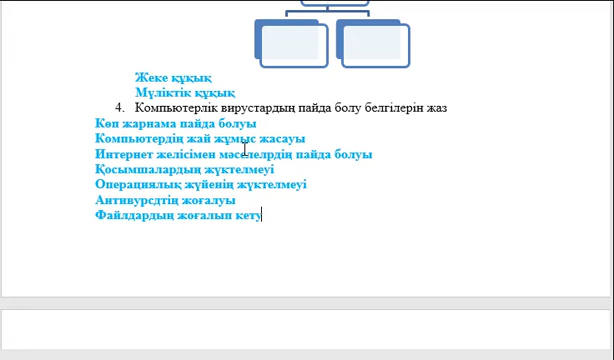 Жеке құқық
Мүліктік құқық
4. Компьютерлік вирустардың пайда болу белгілерін жаз
Көп жарнама пайда болуы
Компьютердің жай жұмыс жасауы
Интернет желісімен мәселелрдің пайда болуы
Қосымшалардың жүктелмеуі
Операциялық жүйенің жүктелмеуі
Антивурсдтің жоғалуы
Файлдардың жоғалып кету